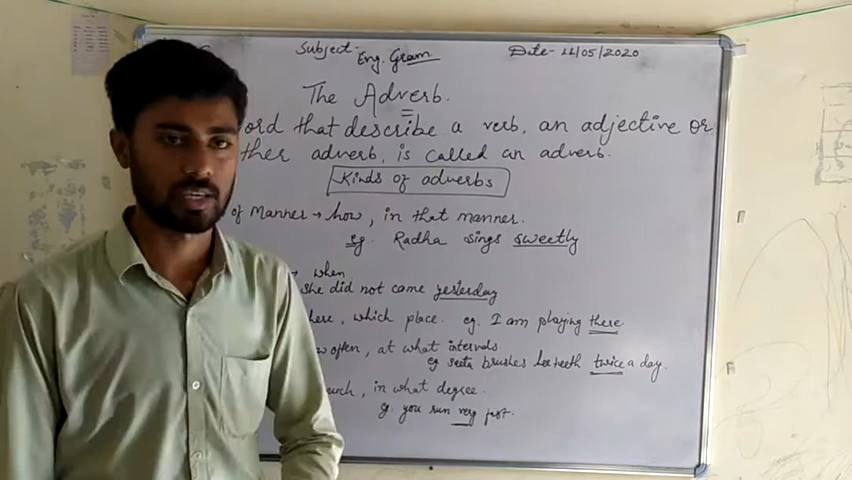 Subject- Eng. Gram. Date- 11/05/2020
The Adverb.
ord that describe a verb, an adjective or
ther adverb, is called an adverb.
Kinds of adverbs
of Manner → how, in that manner.
eg. Radha sings sweetly
→ when
she did not come yesterday
here, which place. eg. I am playing there
w often, at what intervals.
eg seeta brushes her teeth twice a day.
uch, in what degree.
eg. you run very fast.